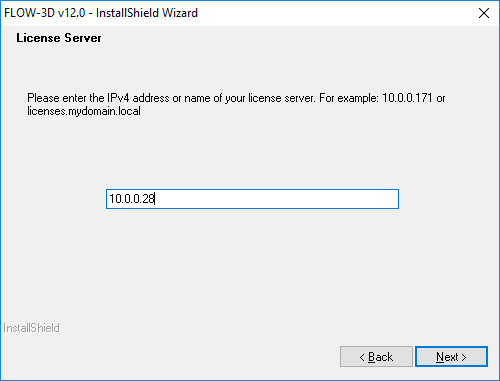 FLOW-3D v12.0 - InstallShield Wizard
License Server
Please enter the IPv4 address or name of your license server. For example: 10.0.0.171 or
licenses.mydomain.local
10.0.0.28
InstallShield
< Back
Next >